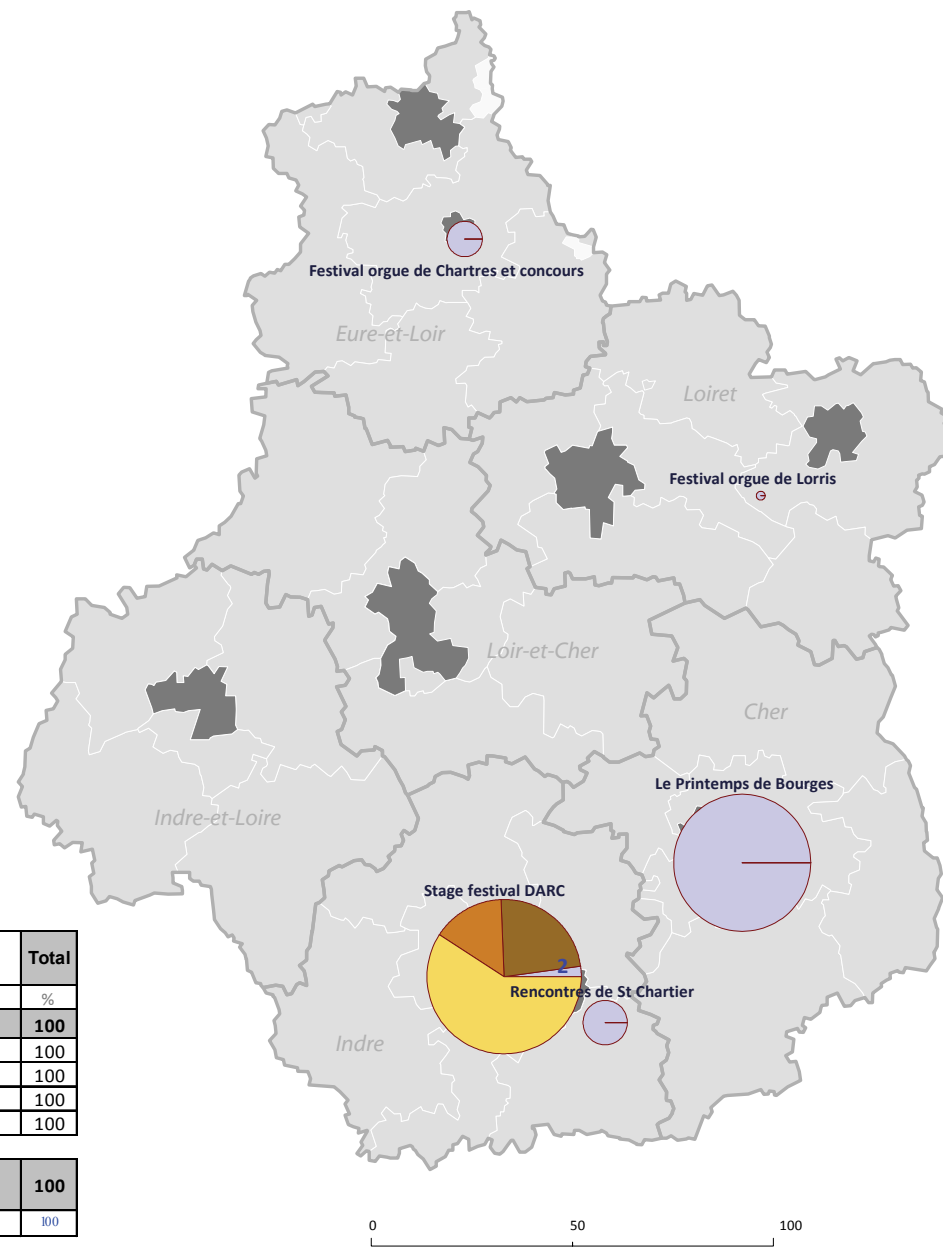 Festival orgue de Chartres et concours
Eure-et-Loir
Loiret
Festival orgue de Lorris
Loir-et-Cher
Cher
Le Printemps de Bourges
Indre-et-Loire
Stage festival DARC
2
Rencontres de St Chartier
Indre
Total
%
100
100
100
100
100
100
100
0 50 100